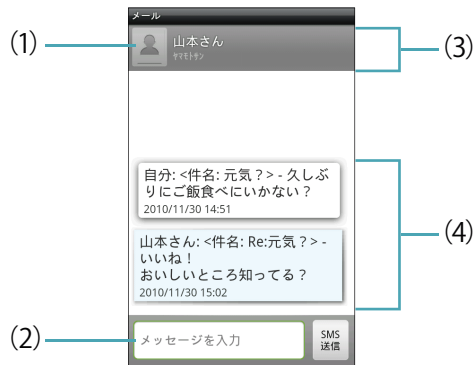 メール
(1)
山本さん
ﾔﾏﾓﾄｻﾝ
(3)
自分: <件名: 元気？> - 久しぶ
りにご飯食べにいかない？
2010/11/30 14:51
山本さん: <件名: Re:元気？> -
いいね！
おいしいところ知ってる？
2010/11/30 15:02
(4)
(2)
メッセージを入力
SMS
送信